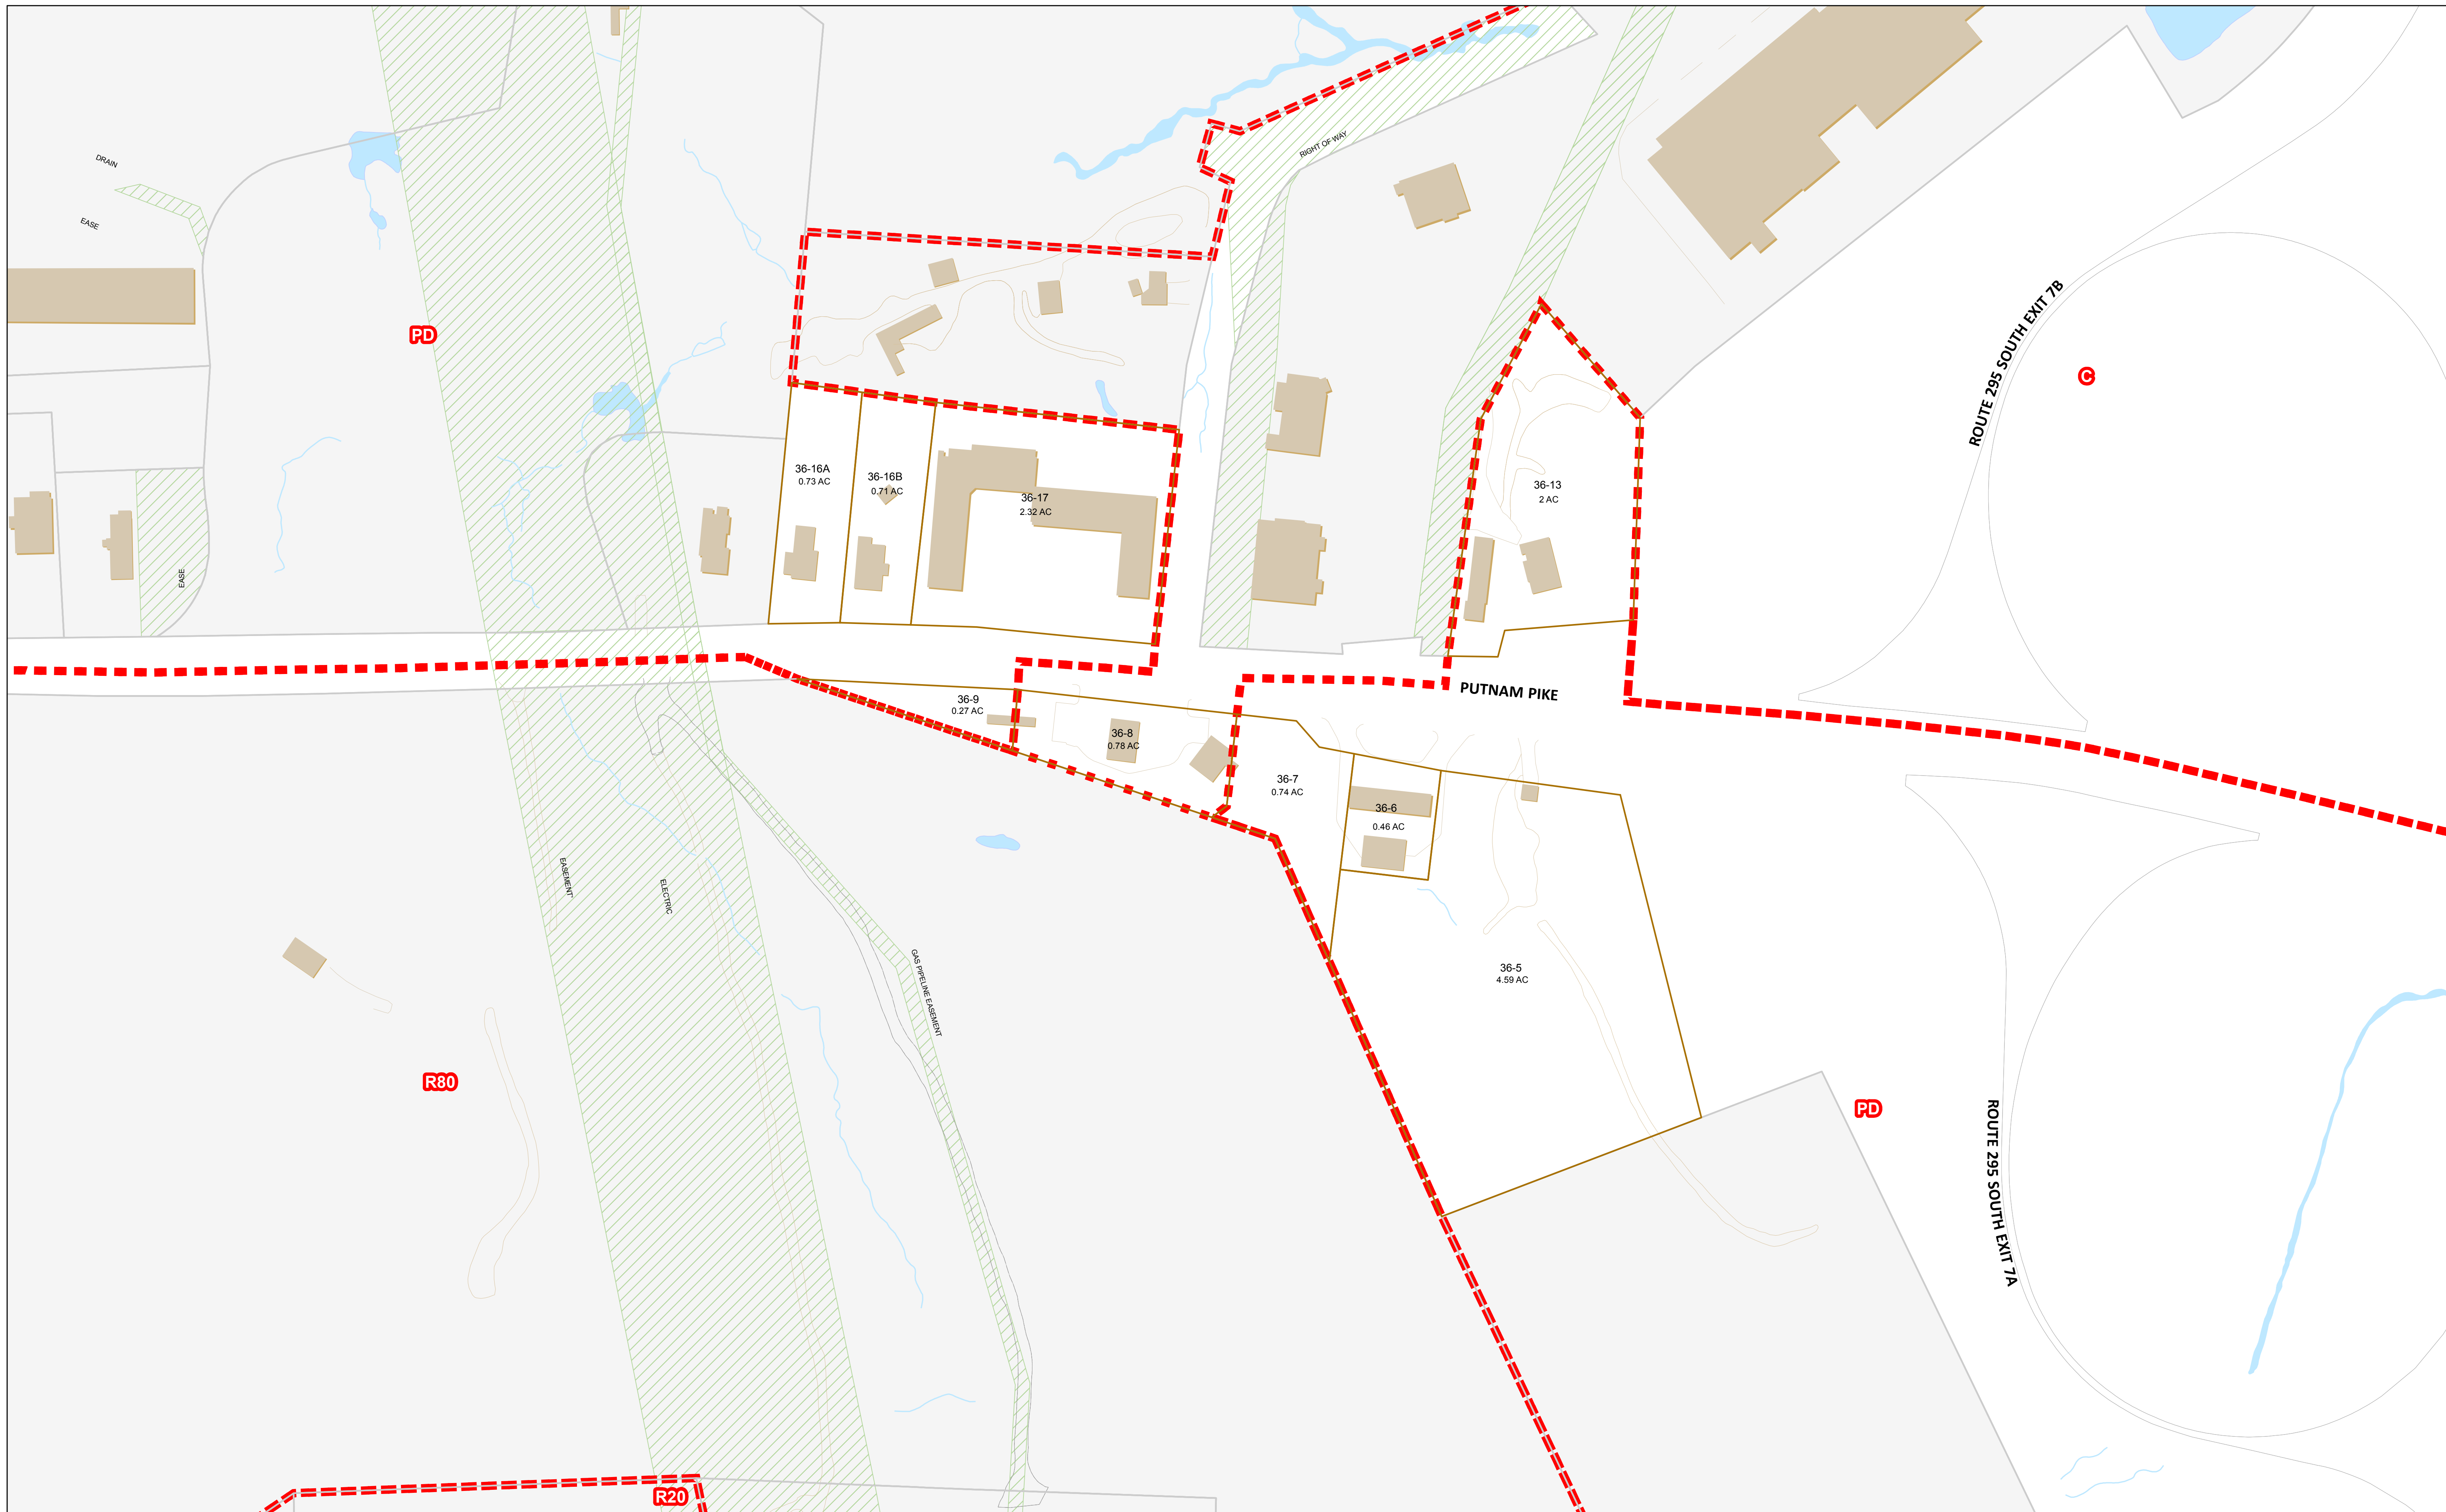 RIGHT OF WAY
DRAIN
EASE
PD
ROUTE 295 SOUTH EXIT 7B
C
36-16A
0.73 AC
36-16B
0.71 AC
36-17
2.32 AC
36-13
2 AC
EASE
PUTNAM PIKE
36-9
0.27 AC
36-8
0.78 AC
36-7
0.74 AC
36-6
0.46 AC
EASEMENT
ELECTRIC
GAS PIPELINE EASEMENT
36-5
4.59 AC
R80
PD
ROUTE 295 SOUTH EXIT 7A
R20